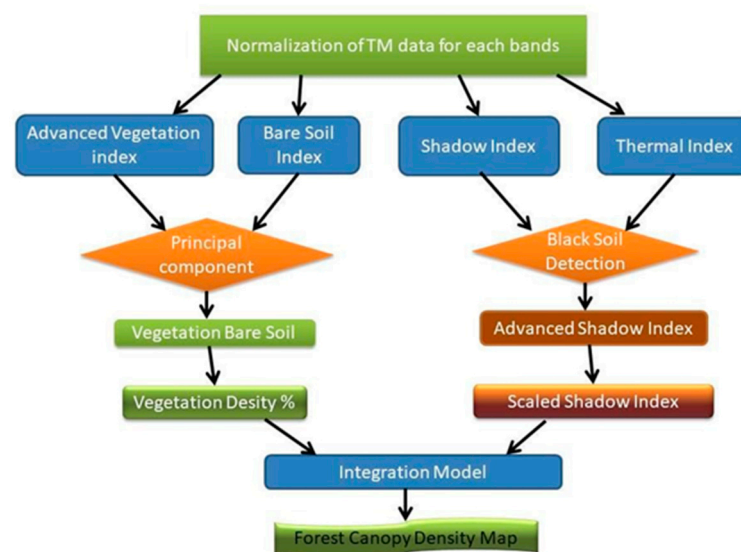 Normalization of TM data for each bands
Advanced Vegetation
index
Bare Soil
Index
Shadow Index
Thermal Index
Principal
component
Black Soil
Detection
Vegetation Bare Soil
Advanced Shadow Index
Vegetation Desity %
Scaled Shadow Index
Integration Model
Forest Canopy Density Map